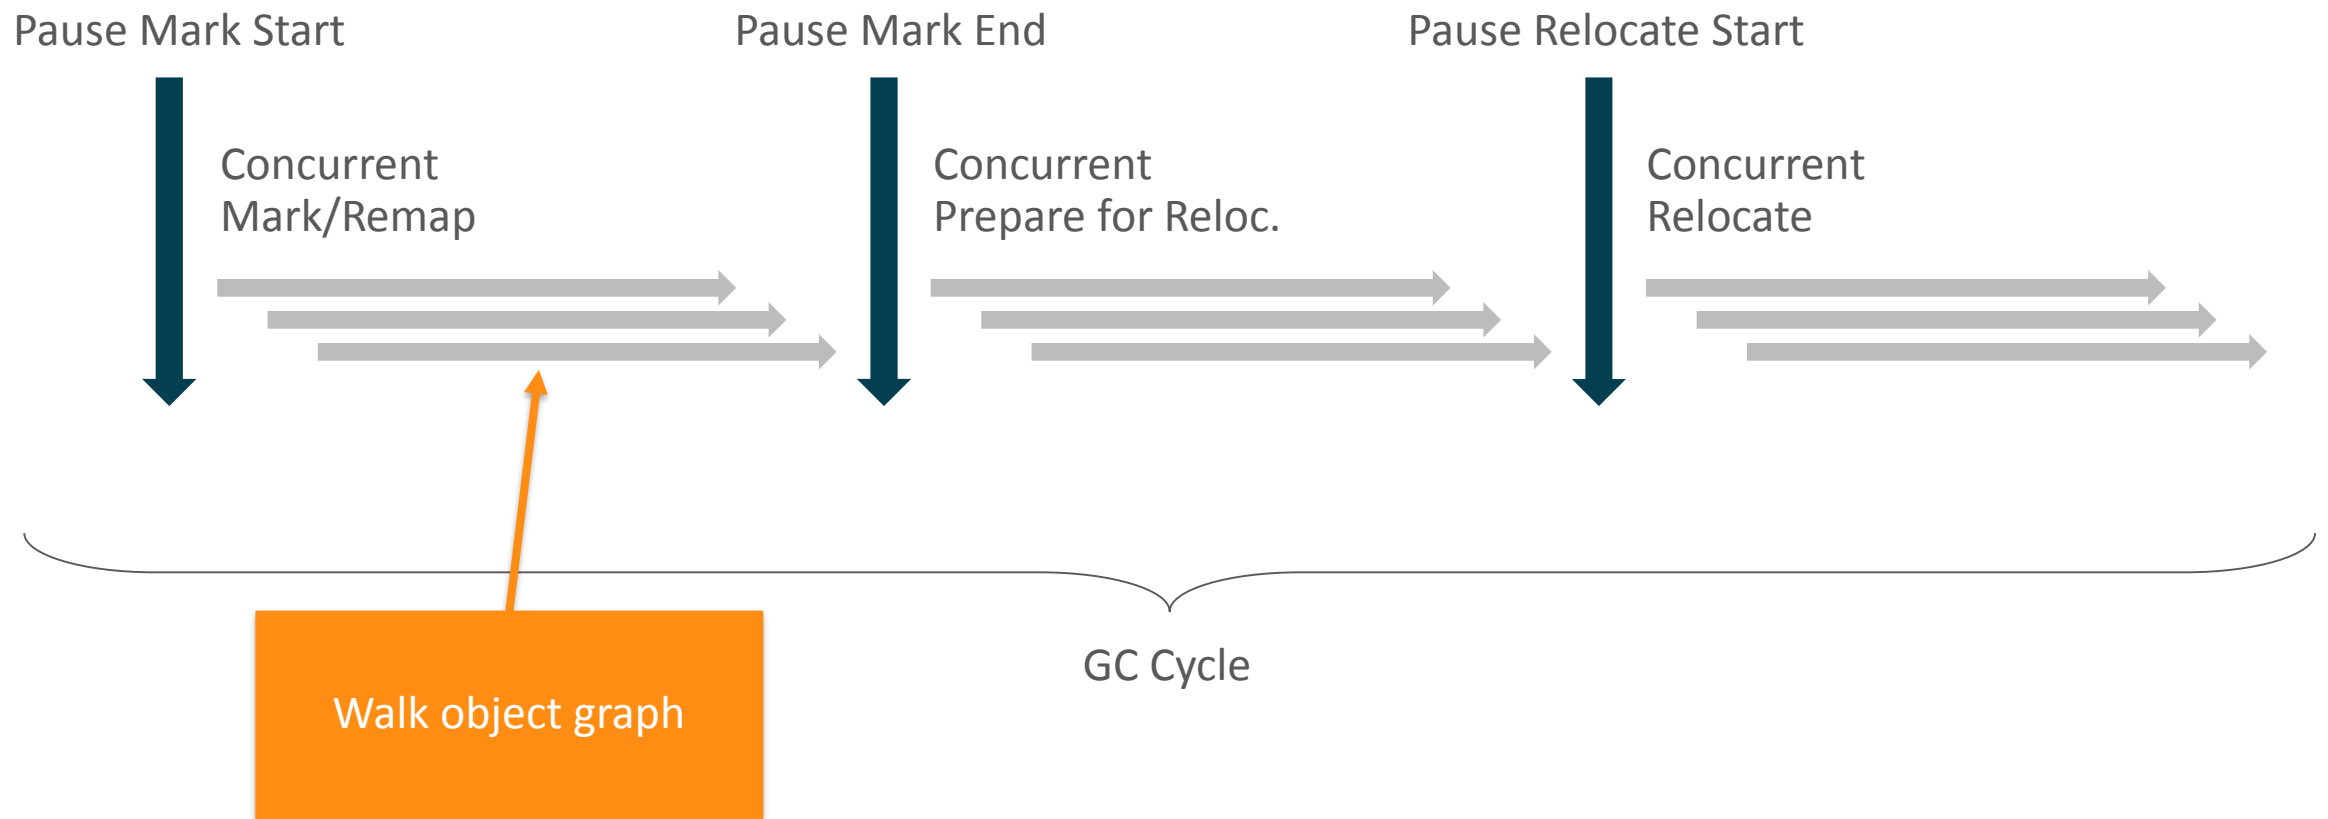 Pause Mark Start
Pause Mark End
Pause Relocate Start
Concurrent
Mark/Remap
Concurrent
Prepare for Reloc.
Concurrent
Relocate
GC Cycle
Walk object graph